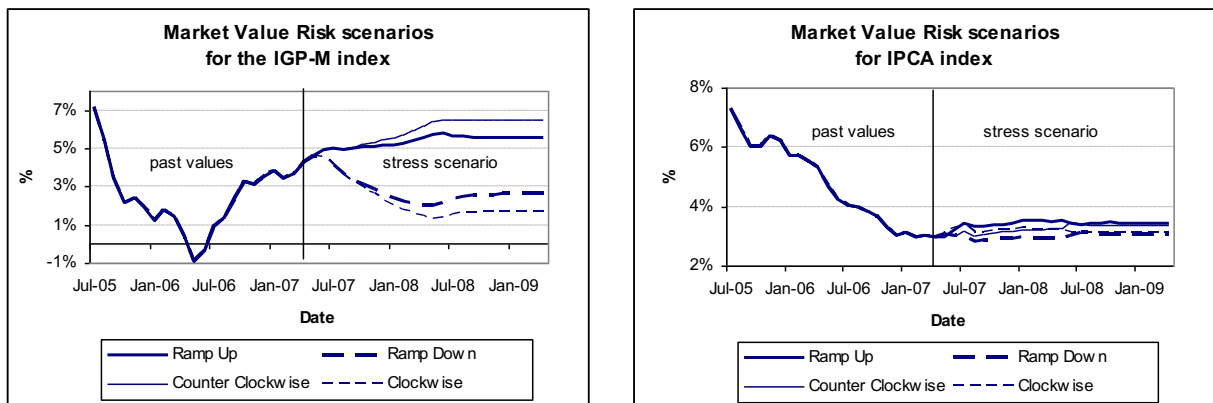 Market Value Risk scenarios
for the IGP-M index
7%
5%
3%
1%
-1%
%
past values
stress scenario
Jul-05 Jan-06 Jul-06 Jan-07 Jul-07 Jan-08 Jul-08 Jan-09
Date
Ramp Up Ramp Down
Counter Clockwise Clockwise
Market Value Risk scenarios
for IPCA index
8%
6%
4%
2%
%
past values
stress scenario
Jul-05 Jan-06 Jul-06 Jan-07 Jul-07 Jan-08 Jul-08 Jan-09
Date
Ramp Up Ramp Down
Counter Clockwise Clockwise